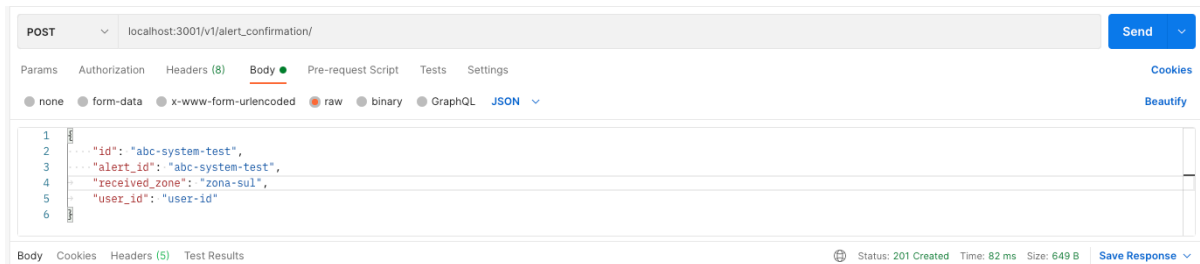 POST localhost:3001/v1/alert_confirmation/ Send
Params Authorization Headers (8) Body Pre-request Script Tests Settings Cookies
none form-data x-www-form-urlencoded raw binary GraphQL JSON Beautify
1 {
2 "id": "abc-system-test",
3 "alert_id": "abc-system-test",
4 "received_zone": "zona-sul",
5 "user_id": "user-id"
6 }
Body Cookies Headers (5) Test Results Status: 201 Created Time: 82 ms Size: 649 B Save Response